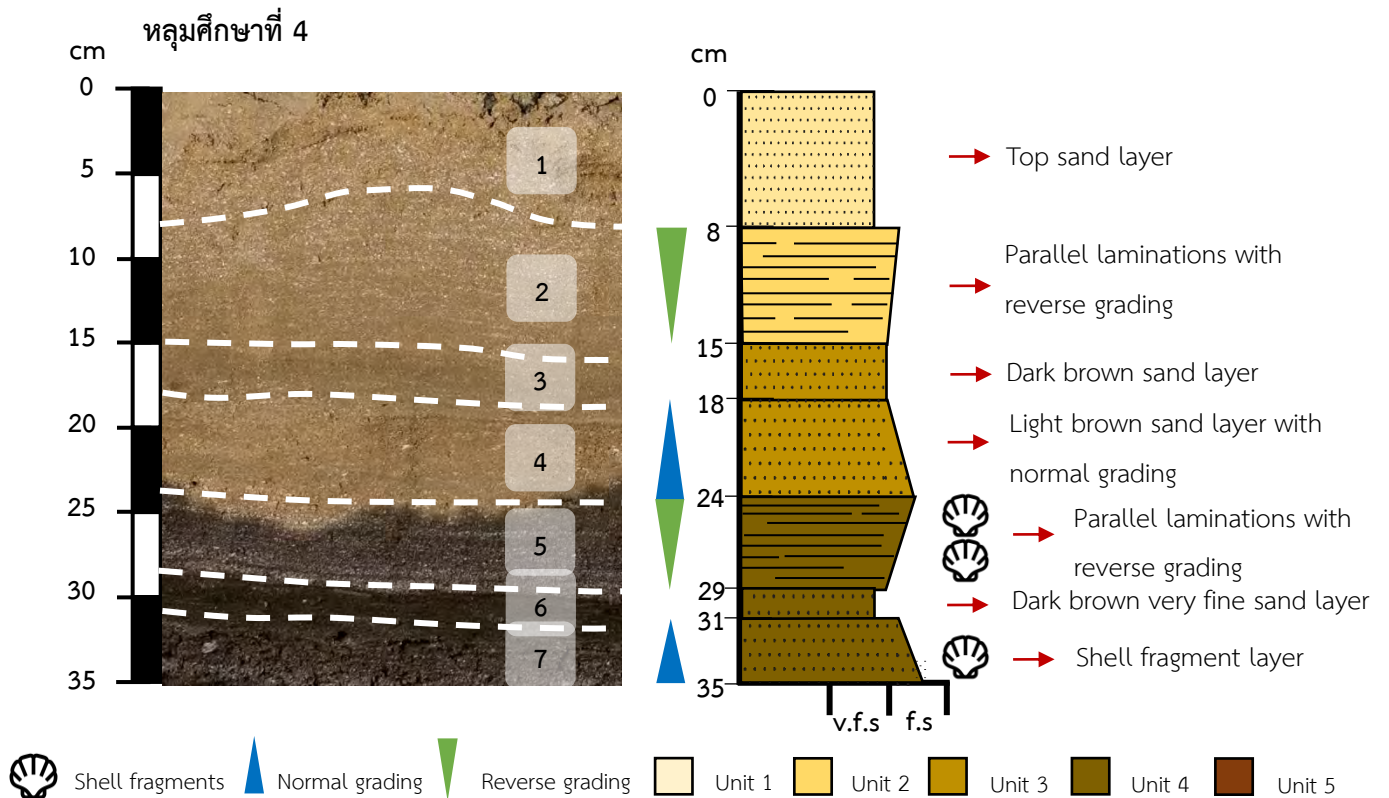 หลุมศึกษาที่ 4
cm
0
5
10
15
20
25
30
35
1
2
3
4
5
6
7
cm
0
8
15
18
24
29
31
35
v.f.s
f.s
Top sand layer
Parallel laminations with
reverse grading
Dark brown sand layer
Light brown sand layer with
normal grading
Parallel laminations with
reverse grading
Dark brown very fine sand layer
Shell fragment layer
Shell fragments
Normal grading
Reverse grading
Unit 1
Unit 2
Unit 3
Unit 4
Unit 5